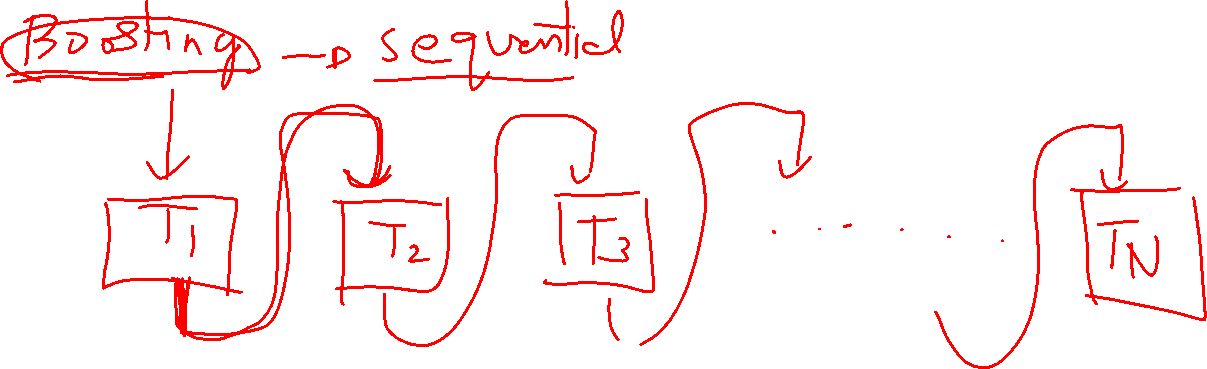 Boosting → sequential
T1 T2 T3 ..... TN